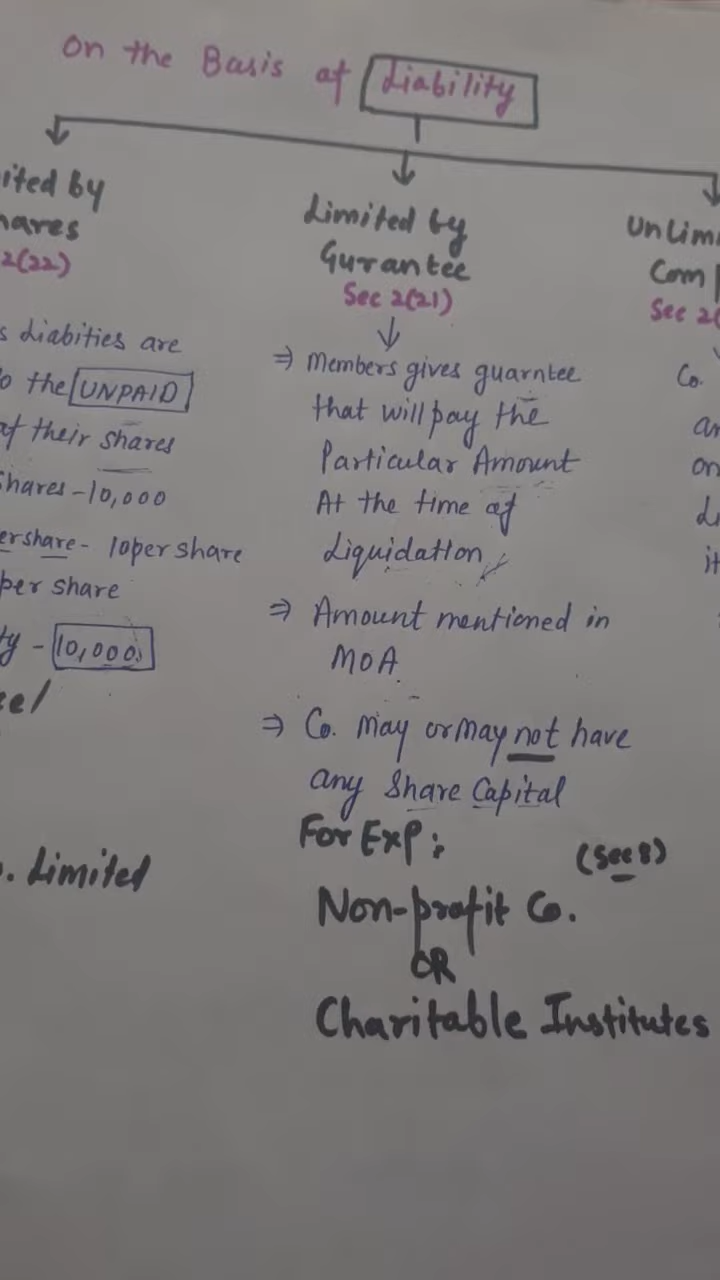 on the Basis of Liability
ited by
hares
2(22)
s Liabities are
o the UNPAID
of their shares
shares - 10,000
ershare - 10per share
per share
ty - 10,000
Limited
Limited by
Gurantee
Sec 2(21)
⇒ Members gives guarntee
that will pay the
Particular Amount
At the time of
Liquidation
⇒ Amount mentioned in
MOA.
⇒ Co. May or may not have
any Share Capital
For Exp:
(Sec 8)
Non-profit Co.
OR
Charitable Institutes
UnLim
Com
Sec 2(
Co.
an
on
it